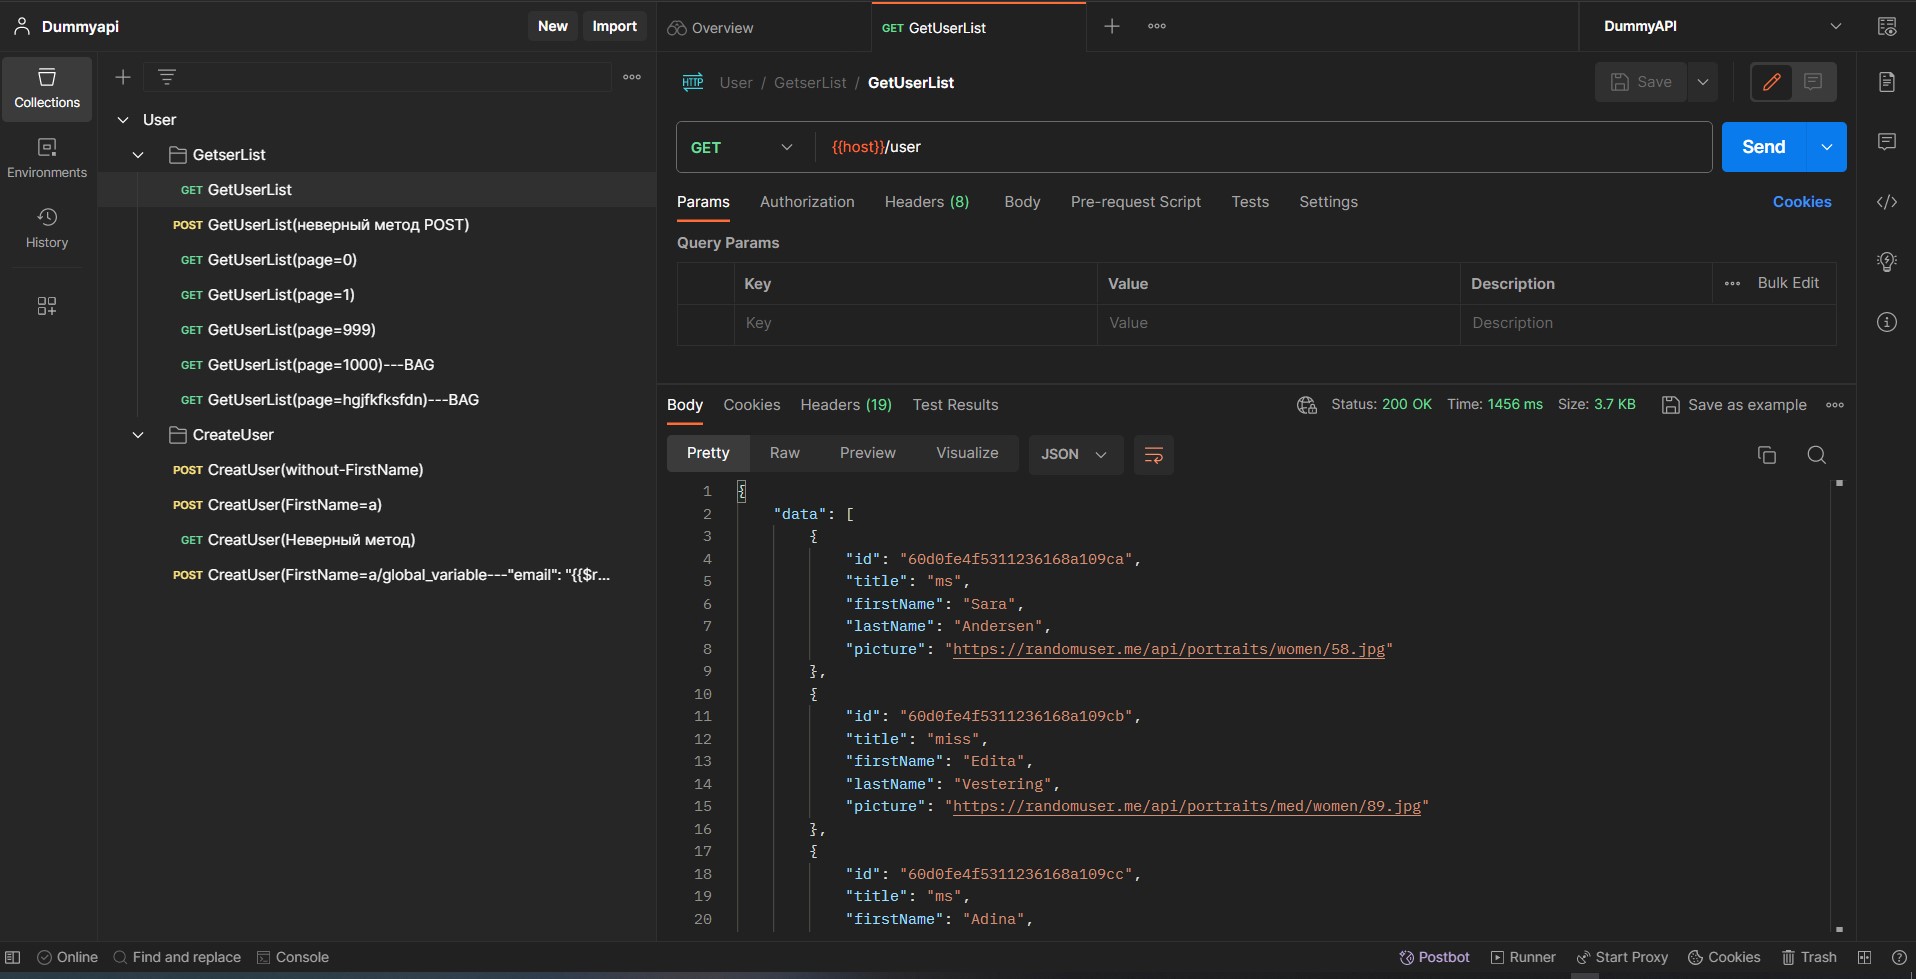 Dummyapi New Import Overview GET GetUserList DummyAPI
Collections
Environments
History
User
GetserList
GET GetUserList
POST GetUserList(неверный метод POST)
GET GetUserList(page=0)
GET GetUserList(page=1)
GET GetUserList(page=999)
GET GetUserList(page=1000)---BAG
GET GetUserList(page=hgjfkfksfdn)---BAG
CreateUser
POST CreatUser(without-FirstName)
POST CreatUser(FirstName=a)
GET CreatUser(Неверный метод)
POST CreatUser(FirstName=a/global_variable---"email": "{{$r...
HTTP User / GetserList / GetUserList Save
GET {{host}}/user Send
Params Authorization Headers (8) Body Pre-request Script Tests Settings Cookies
Query Params
Key Value Description Bulk Edit
Key Value Description
Body Cookies Headers (19) Test Results Status: 200 OK Time: 1456 ms Size: 3.7 KB Save as example
Pretty Raw Preview Visualize JSON
1 {
2 "data": [
3 {
4 "id": "60d0fe4f5311236168a109ca",
5 "title": "ms",
6 "firstName": "Sara",
7 "lastName": "Andersen",
8 "picture": "https://randomuser.me/api/portraits/women/58.jpg"
9 },
10 {
11 "id": "60d0fe4f5311236168a109cb",
12 "title": "miss",
13 "firstName": "Edita",
14 "lastName": "Vestering",
15 "picture": "https://randomuser.me/api/portraits/med/women/89.jpg"
16 },
17 {
18 "id": "60d0fe4f5311236168a109cc",
19 "title": "ms",
20 "firstName": "Adina",
Online Find and replace Console Postbot Runner Start Proxy Cookies Trash